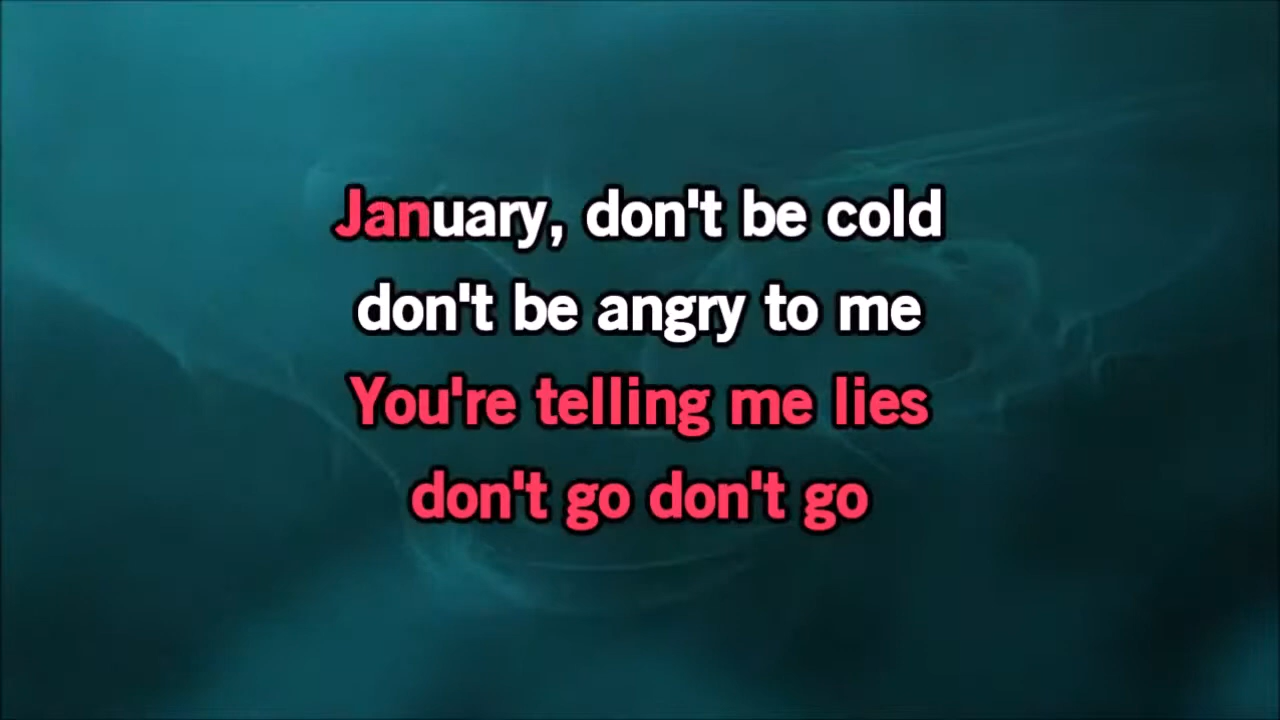 January, don't be cold
don't be angry to me
You're telling me lies
don't go don't go